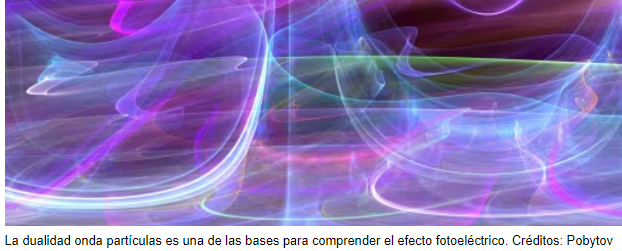 La dualidad onda partículas es una de las bases para comprender el efecto fotoeléctrico. Créditos: Pobytov